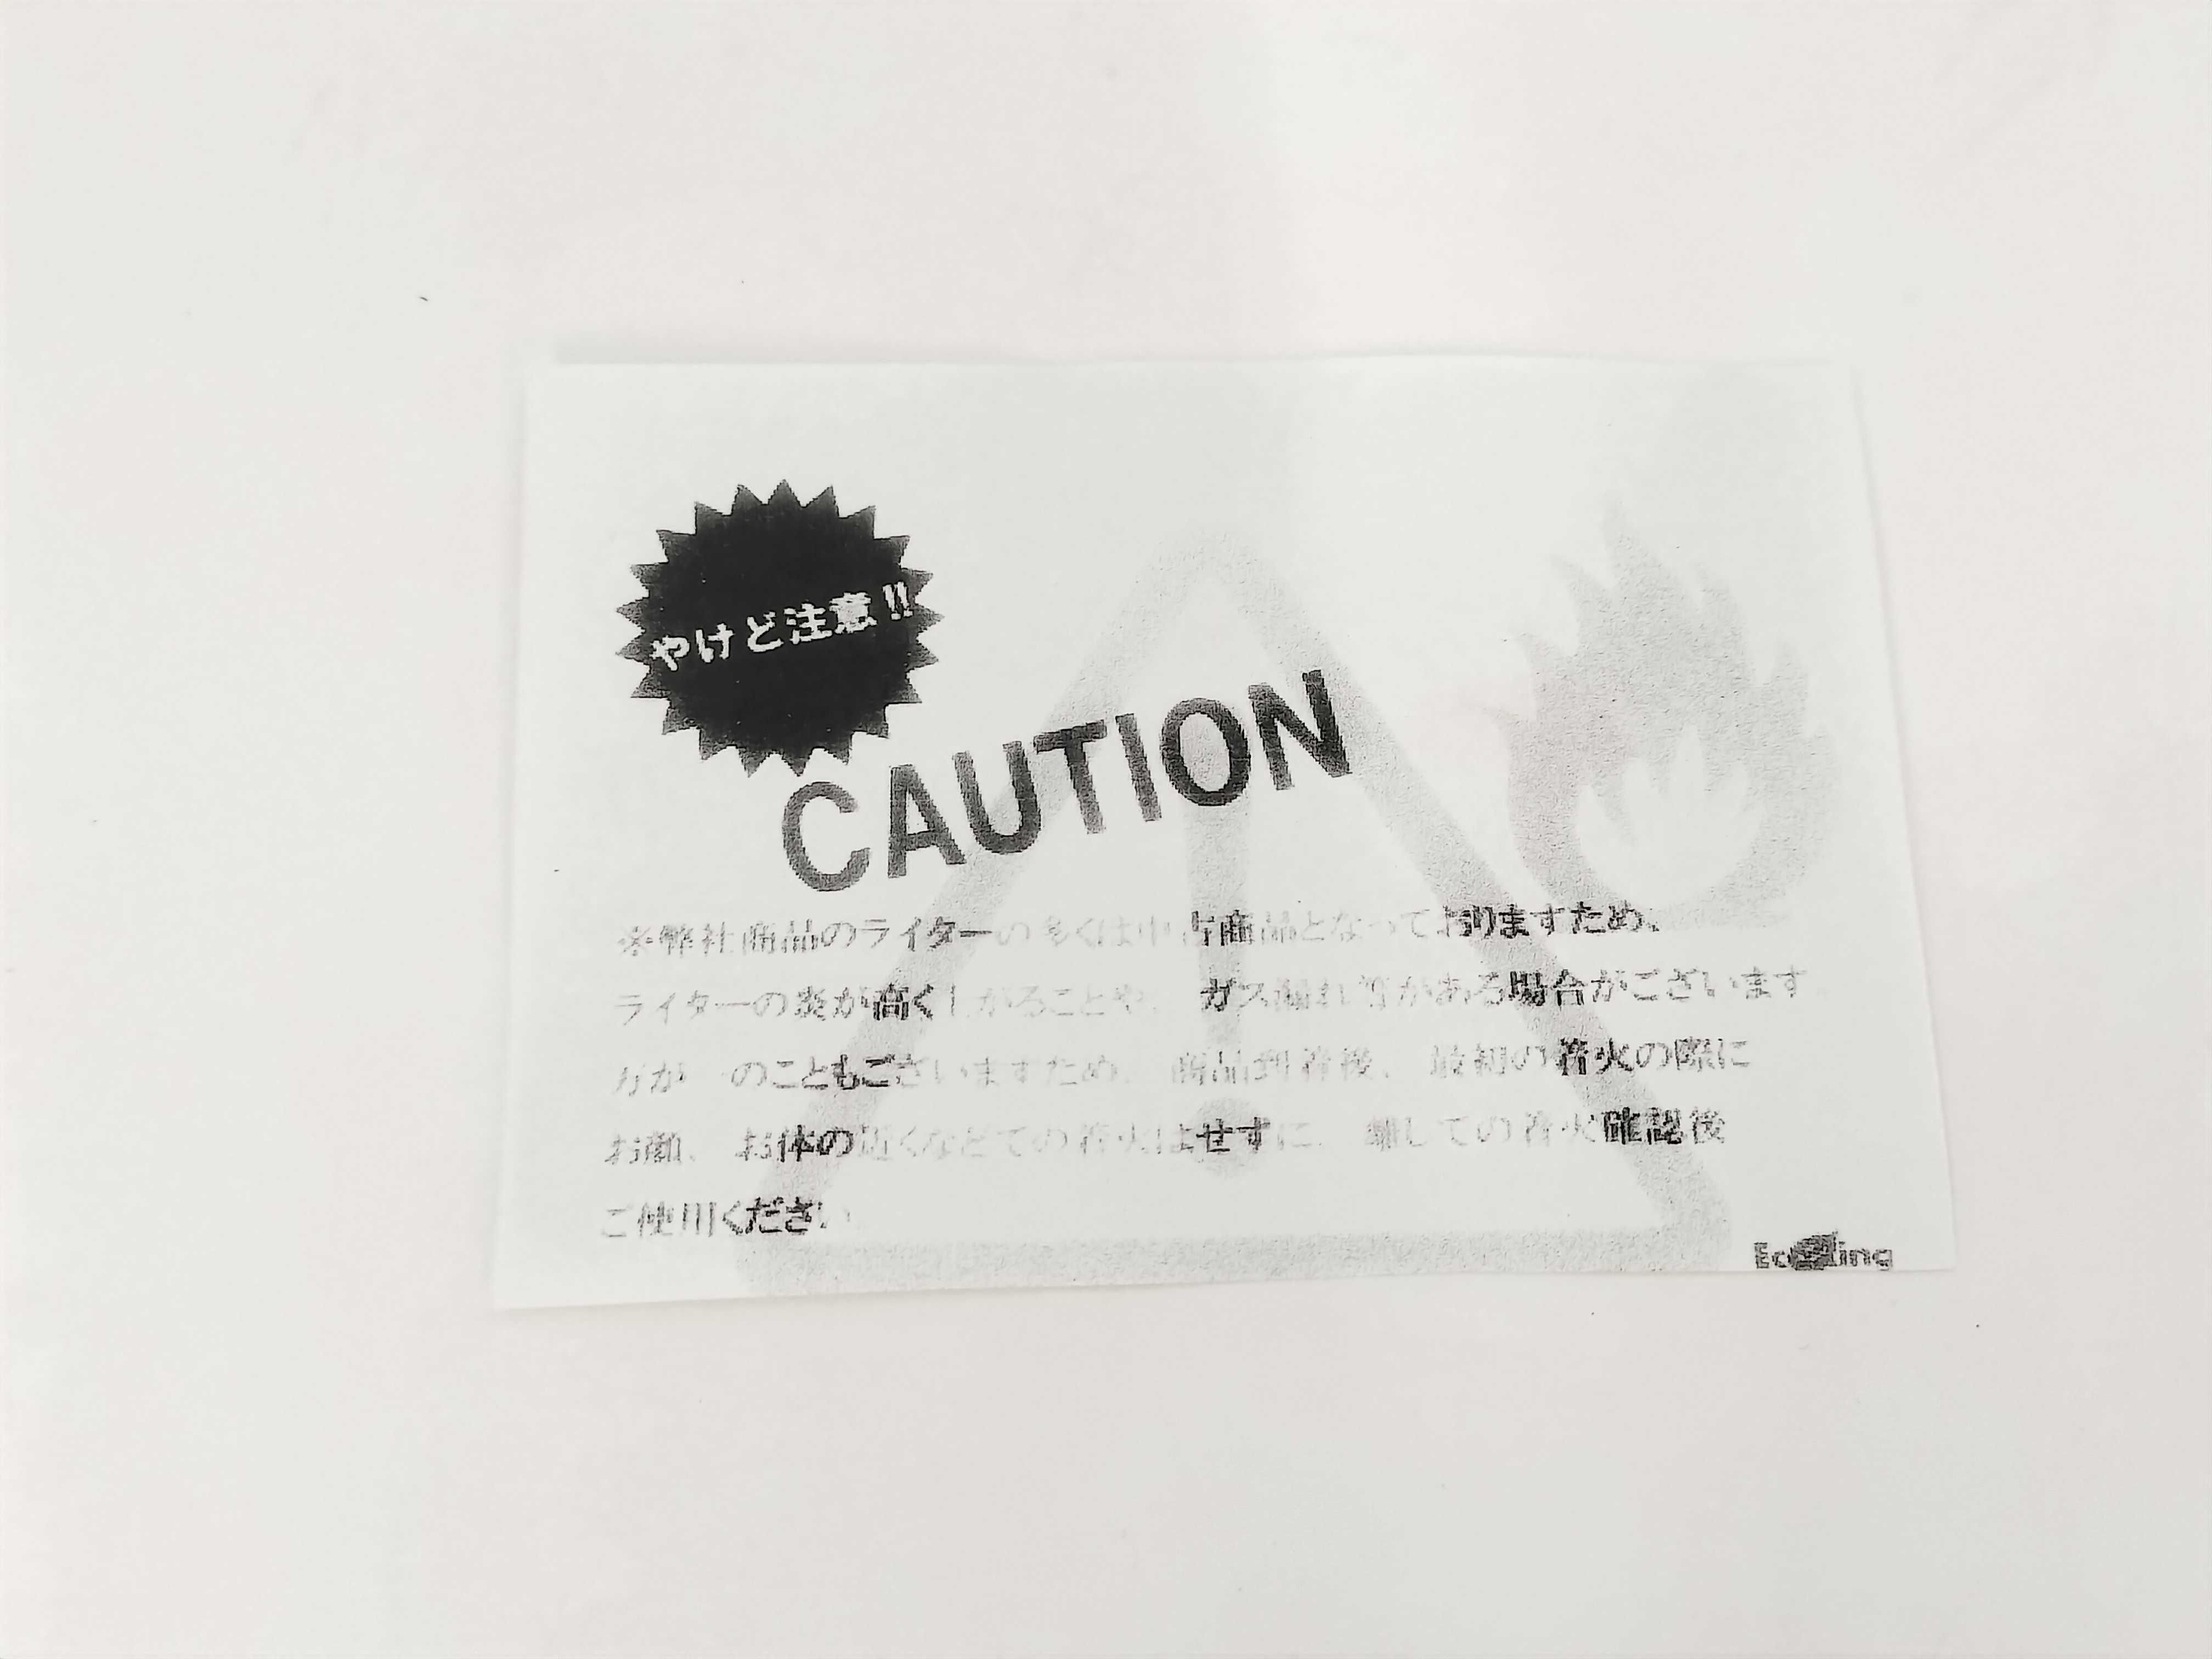 やけど注意!!
CAUTION
※弊社商品のライターの多くは中古商品となっておりますため、
ライターの炎が高く上がることや、ガス漏れ等がある場合がございます
万が一のこともございますため、商品到着後、最初の着火の際に
お顔、お体の近くなどでの着火はせずに、離しての着火確認後
ご使用ください